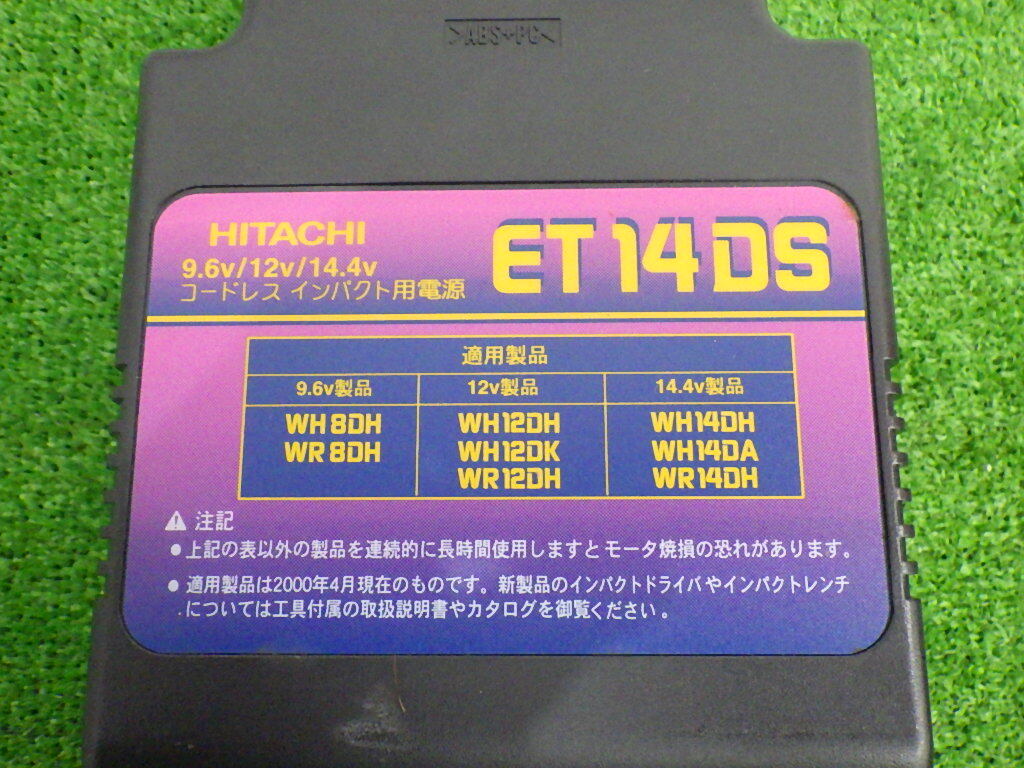 >ABS+PC<
HITACHI
ET14DS
9.6v/12v/14.4v
コードレス インパクト用電源
適用製品
9.6v製品 12v製品 14.4v製品
WH8DH WH12DH WH14DH
WR8DH WH12DK WH14DA
WR12DH WR14DH
⚠ 注記
●上記の表以外の製品を連続的に長時間使用しますとモータ焼損の恐れがあります。
●適用製品は2000年4月現在のものです。新製品のインパクトドライバやインパクトレンチ
については工具付属の取扱説明書やカタログを御覧ください。